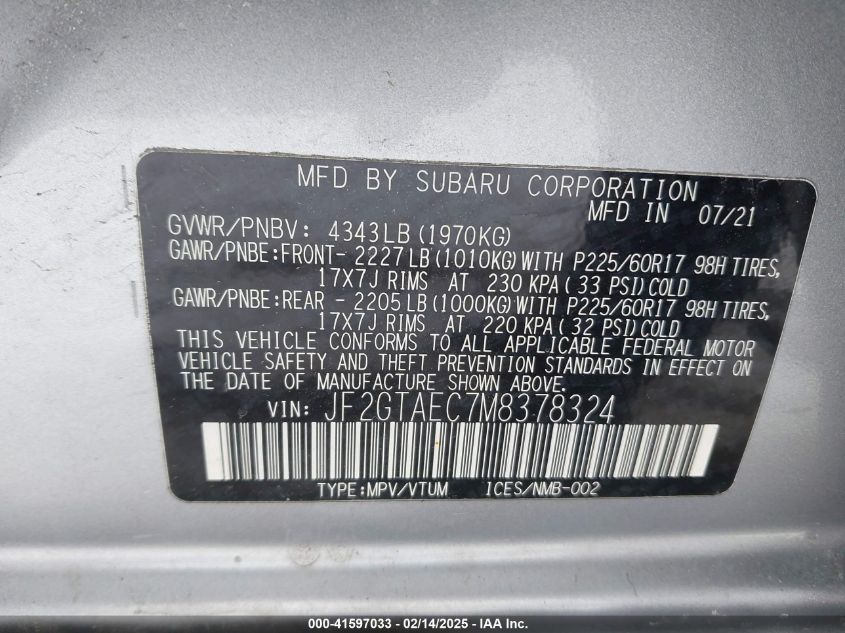 MFD BY SUBARU CORPORATION
MFD IN 07/21
GVWR/PNBV: 4343LB(1970KG)
GAWR/PNBE:FRONT- 2227LB(1010KG)WITH P225/60R17 98H TIRES,
17X7J RIMS AT 230 KPA(33 PSI)COLD
GAWR/PNBE:REAR - 2205LB(1000KG)WITH P225/60R17 98H TIRES,
17X7J RIMS AT 220 KPA(32 PSI)COLD
THIS VEHICLE CONFORMS TO ALL APPLICABLE FEDERAL MOTOR
VEHICLE SAFETY AND THEFT PREVENTION STANDARDS IN EFFECT ON
THE DATE OF MANUFACTURE SHOWN ABOVE.
VIN: JF2GTAEC7M8378324
TYPE:MPV/VTUM ICES/NMB-002
000-41597033 - 02/14/2025 - IAA Inc.